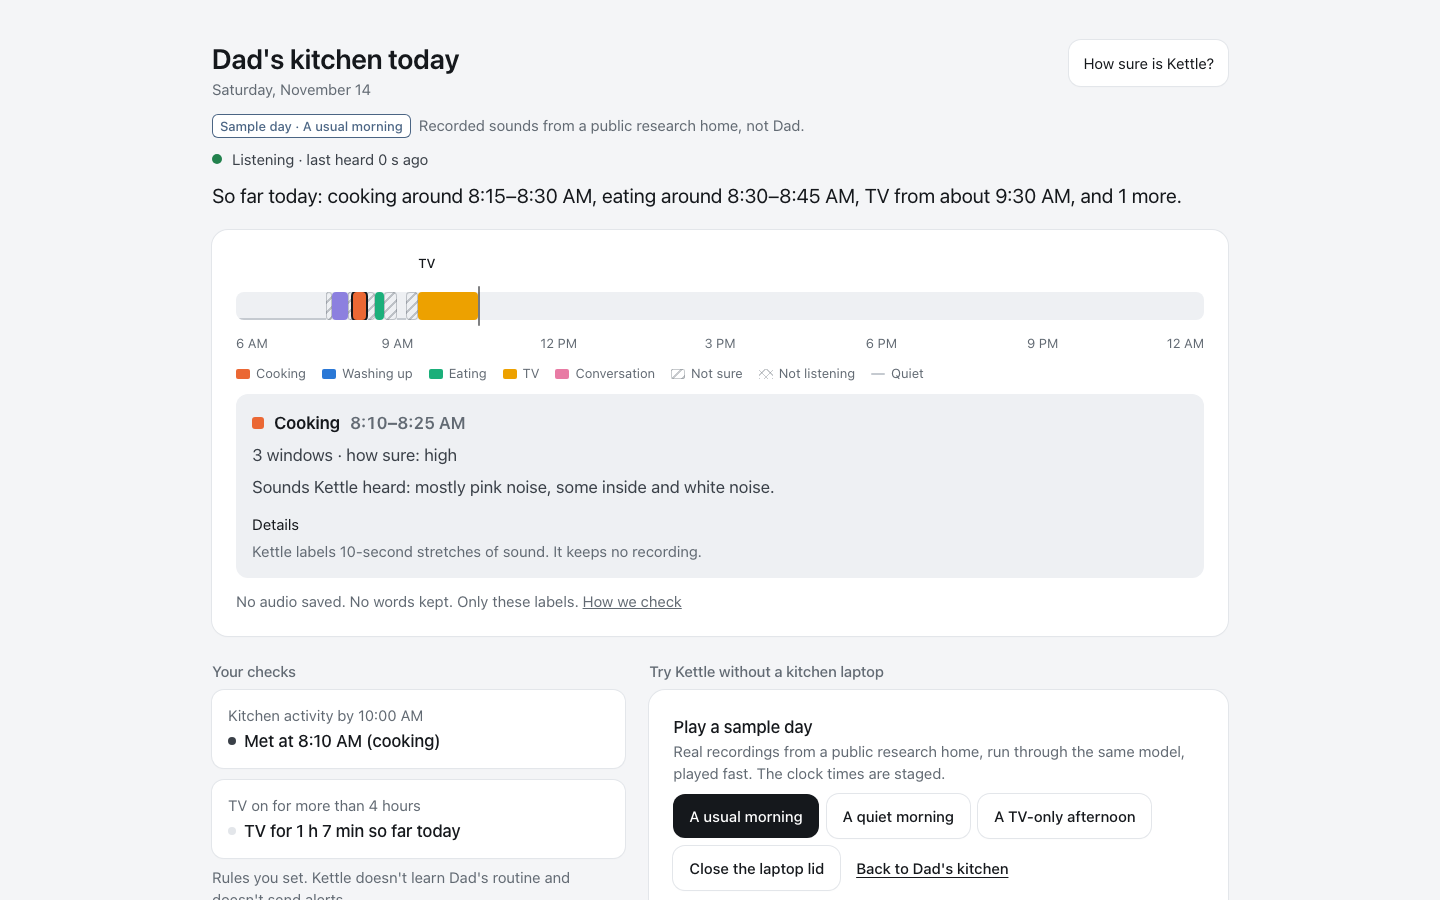 Dad's kitchen today
How sure is Kettle?
Saturday, November 14
Sample day · A usual morning Recorded sounds from a public research home, not Dad.
Listening · last heard 0 s ago
So far today: cooking around 8:15–8:30 AM, eating around 8:30–8:45 AM, TV from about 9:30 AM, and 1 more.
TV
6 AM 9 AM 12 PM 3 PM 6 PM 9 PM 12 AM
Cooking Washing up Eating TV Conversation Not sure Not listening Quiet
Cooking 8:10–8:25 AM
3 windows · how sure: high
Sounds Kettle heard: mostly pink noise, some inside and white noise.
Details
Kettle labels 10-second stretches of sound. It keeps no recording.
No audio saved. No words kept. Only these labels. How we check
Your checks
Kitchen activity by 10:00 AM
Met at 8:10 AM (cooking)
TV on for more than 4 hours
TV for 1 h 7 min so far today
Rules you set. Kettle doesn't learn Dad's routine and
doesn't send alerts.
Try Kettle without a kitchen laptop
Play a sample day
Real recordings from a public research home, run through the same model,
played fast. The clock times are staged.
A usual morning A quiet morning A TV-only afternoon
Close the laptop lid Back to Dad's kitchen